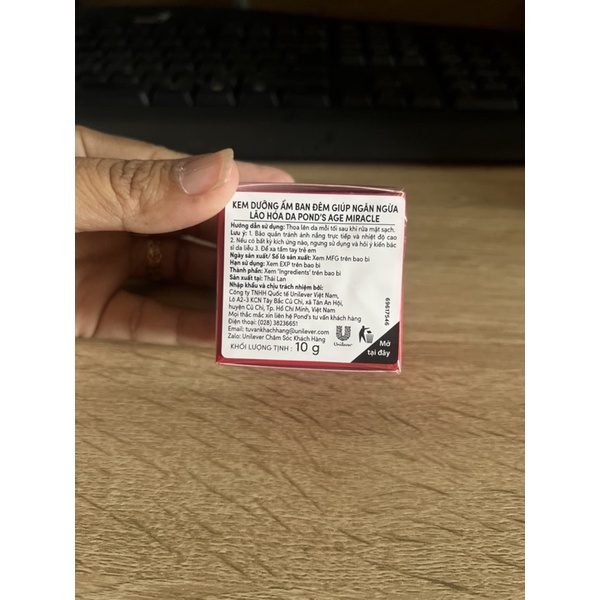 KEM DƯỠNG ẨM BAN ĐÊM GIÚP NGĂN NGỪA
LÃO HÓA DA POND'S AGE MIRACLE
Hướng dẫn sử dụng: Thoa lên da mỗi tối sau khi rửa mặt sạch.
Lưu ý: 1. Bảo quản tránh ánh nắng trực tiếp và nhiệt độ cao
2. Nếu có bất kỳ kích ứng nào, ngưng sử dụng và hỏi ý kiến bác
sĩ da liễu 3. Để xa tầm tay trẻ em
Ngày sản xuất/ Số lô sản xuất: Xem MFG trên bao bì
Hạn sử dụng: Xem EXP trên bao bì
Thành phần: Xem 'Ingredients' trên bao bì
Sản xuất tại: Thái Lan
Nhập khẩu và chịu trách nhiệm bởi:
Công ty TNHH Quốc tế Unilever Việt Nam,
Lô A2-3 KCN Tây Bắc Củ Chi, xã Tân An Hội,
huyện Củ Chi, Tp. Hồ Chí Minh, Việt Nam
Mọi thắc mắc xin liên hệ Pond's tư vấn khách hàng
Điện thoại: (028) 38236651
Email: tuvankhachhang@unilever.com
Zalo: Unilever Chăm Sóc Khách Hàng
KHỐI LƯỢNG TỊNH: 10 g
Unilever
69617546
Mở
tại đây